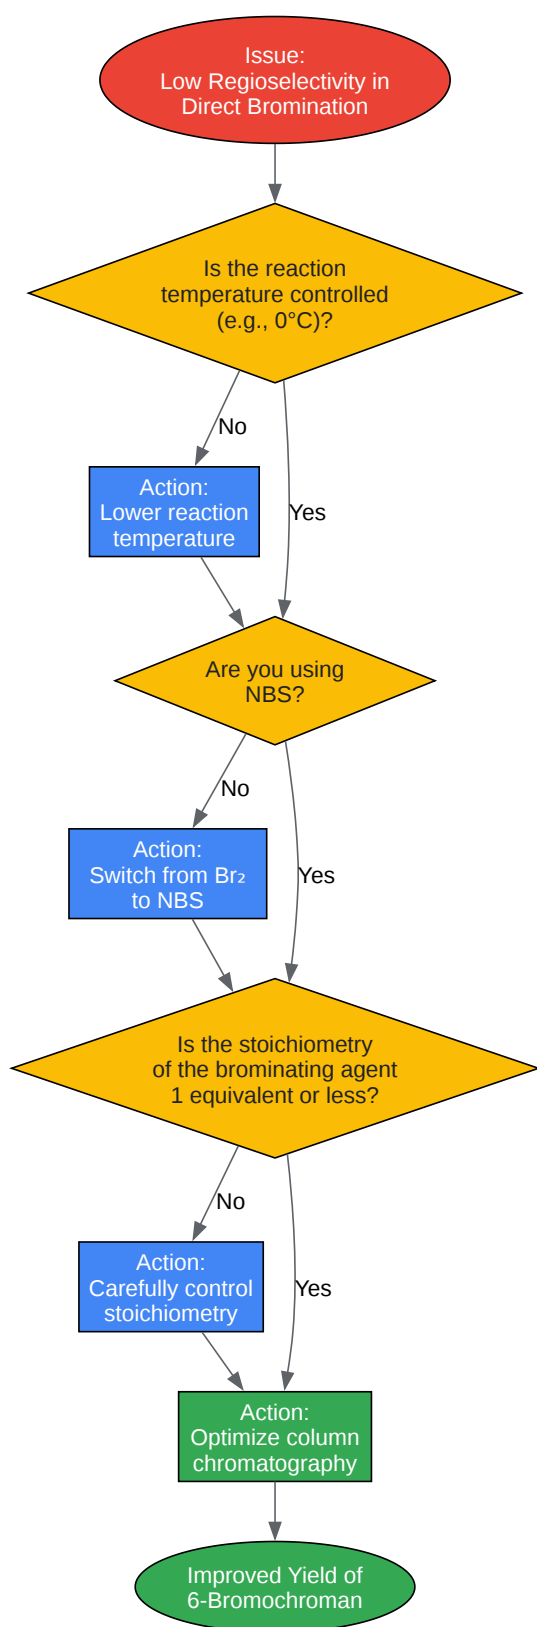 Issue:
Low Regioselectivity in
Direct Bromination
Is the reaction
temperature controlled
(e.g., 0°C)?
No
Action:
Lower reaction
temperature
Yes
Are you using
NBS?
No
Action:
Switch from Br₂
to NBS
Yes
Is the stoichiometry
of the brominating agent
1 equivalent or less?
No
Action:
Carefully control
stoichiometry
Yes
Action:
Optimize column
chromatography
Improved Yield of
6-Bromochroman